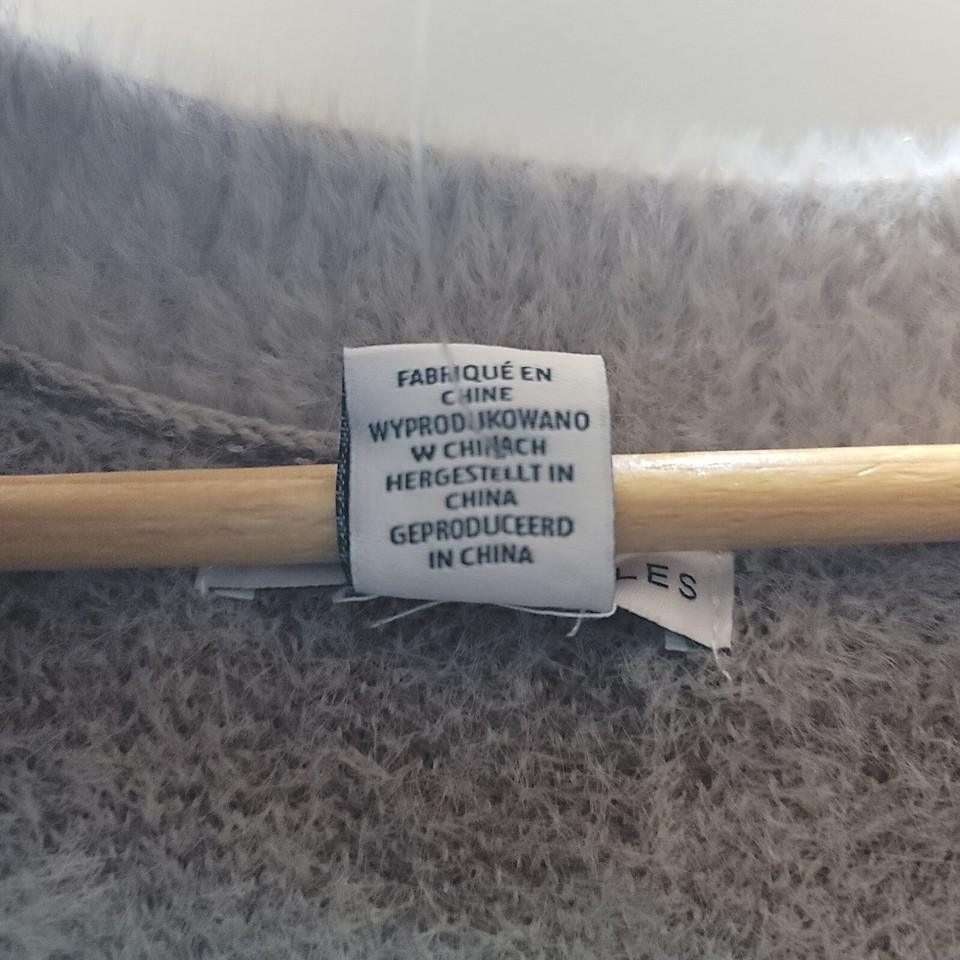 FABRIQUÉ EN
CHINE
WYPRODUKOWANO
W CHINACH
HERGESTELLT IN
CHINA
GEPRODUCEERD
IN CHINA
LES